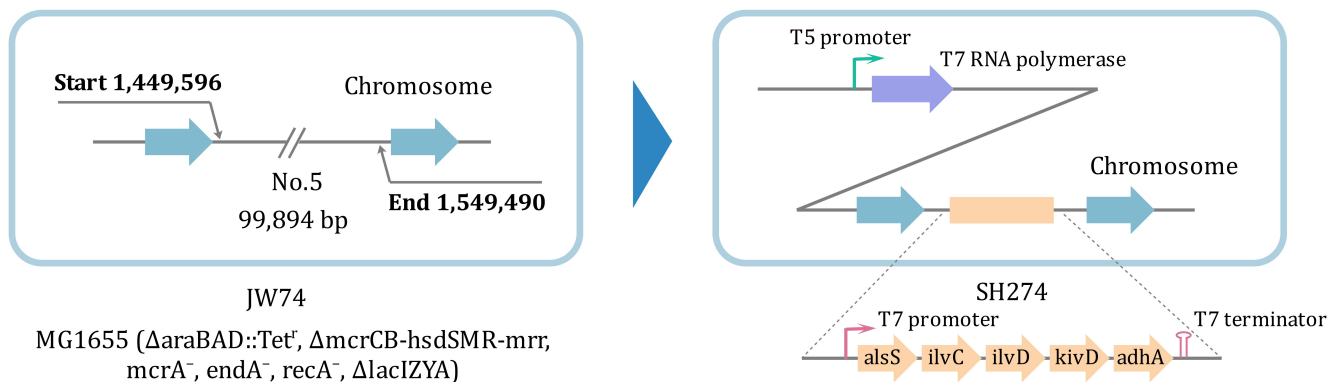 Start 1,449,596
Chromosome
No.5
99,894 bp
End 1,549,490
JW74
MG1655 (ΔaraBAD::Tetʳ, ΔmcrCB-hsdSMR-mrr,
mcrA⁻, endA⁻, recA⁻, ΔlacIZYA)
T5 promoter
T7 RNA polymerase
Chromosome
SH274
T7 promoter
T7 terminator
alsS ilvC ilvD kivD adhA